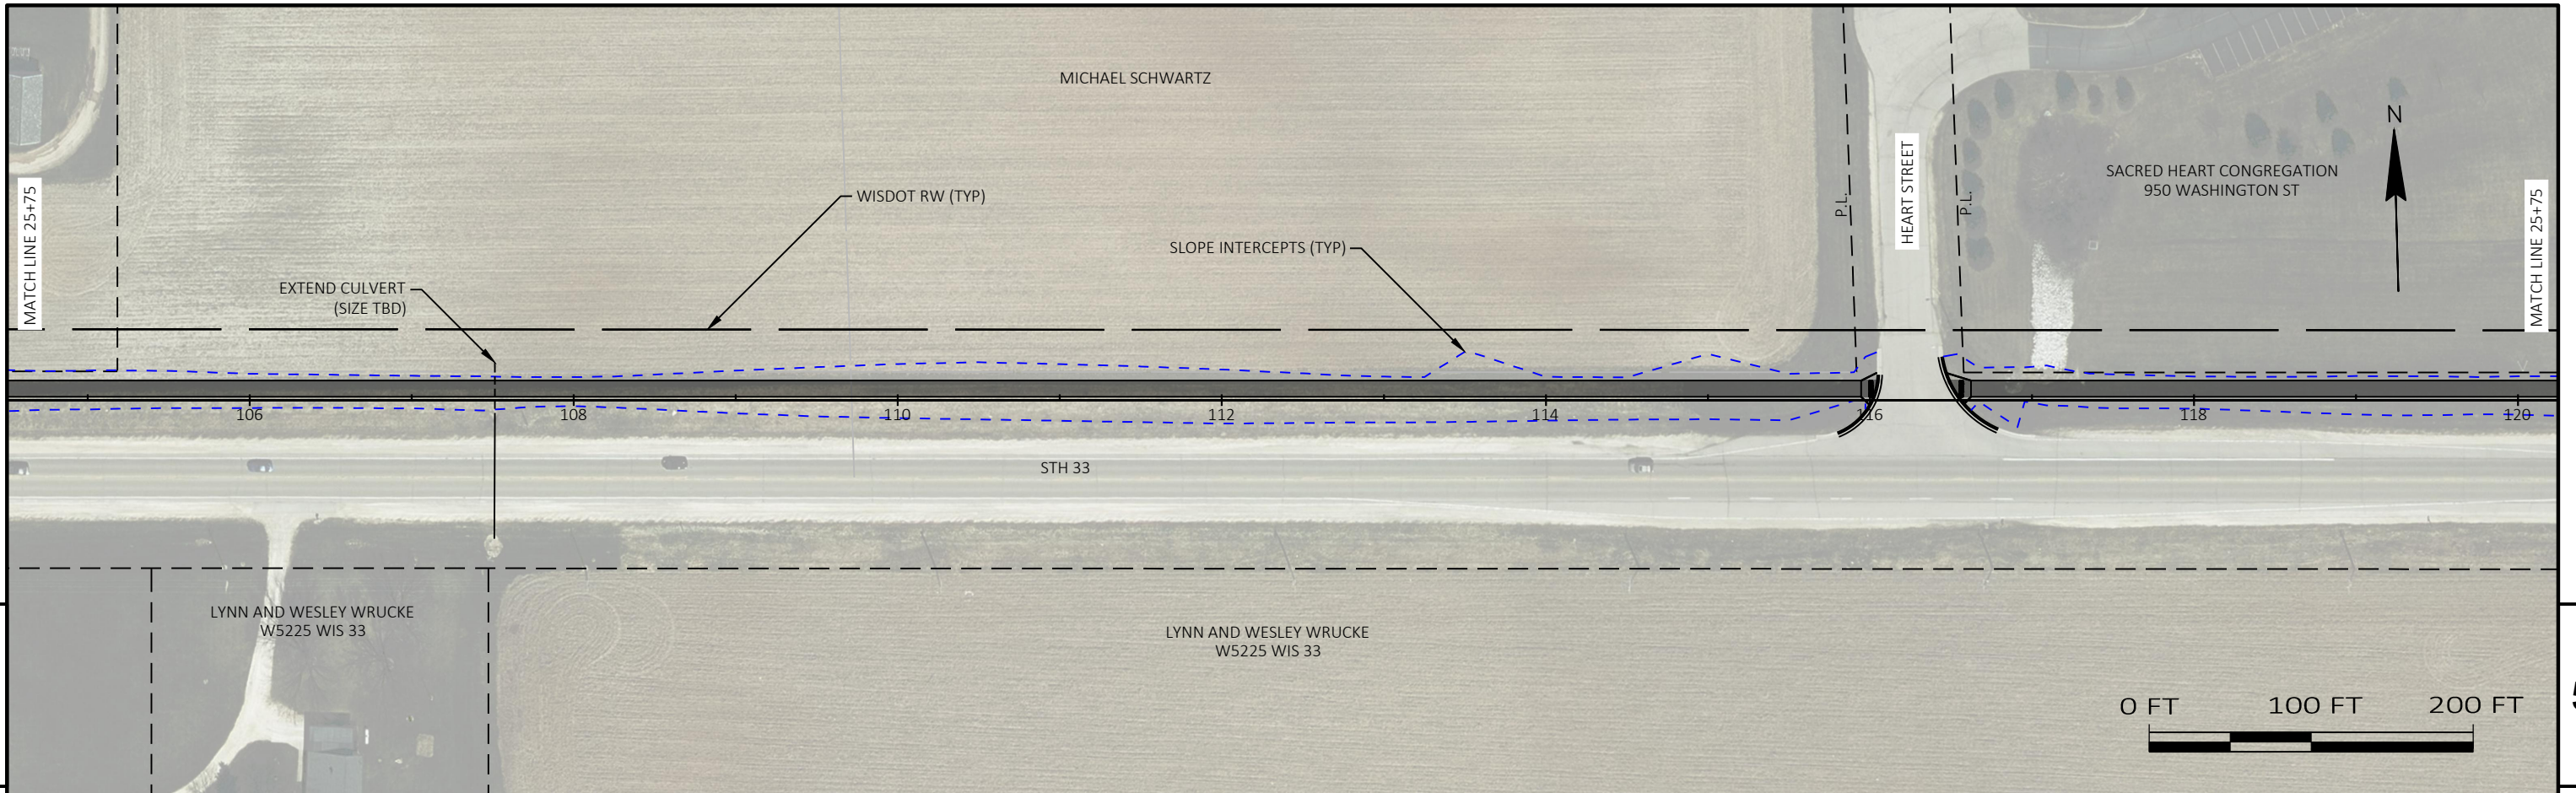 MICHAEL SCHWARTZ
N
HEART STREET
SACRED HEART CONGREGATION
950 WASHINGTON ST
P.L.
P.L.
MATCH LINE 25+75
MATCH LINE 25+75
WISDOT RW (TYP)
SLOPE INTERCEPTS (TYP)
EXTEND CULVERT
(SIZE TBD)
106
108
110
112
114
116
118
120
STH 33
LYNN AND WESLEY WRUCKE
W5225 WIS 33
LYNN AND WESLEY WRUCKE
W5225 WIS 33
0 FT 100 FT 200 FT